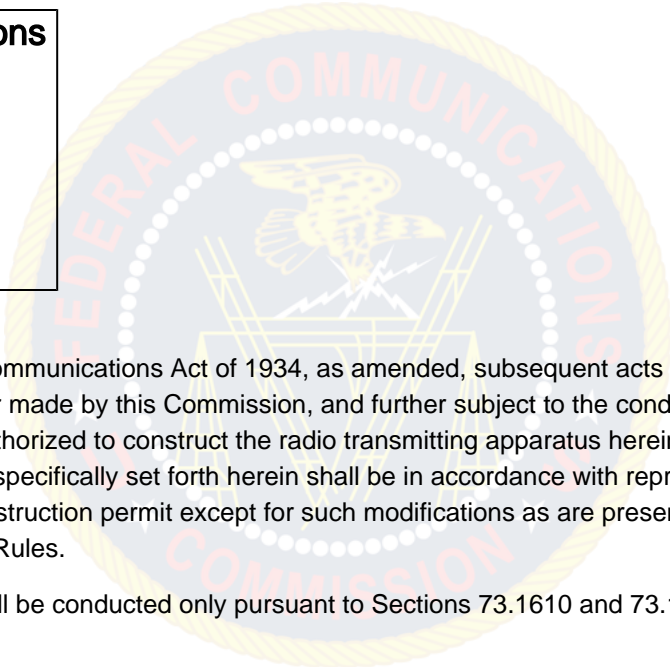 ons
FEDERAL COMMUNICATIONS COMMISSION
ommunications Act of 1934, as amended, subsequent acts
made by this Commission, and further subject to the cond
thorized to construct the radio transmitting apparatus herein
specifically set forth herein shall be in accordance with repr
struction permit except for such modifications as are presen
Rules.
ll be conducted only pursuant to Sections 73.1610 and 73.1